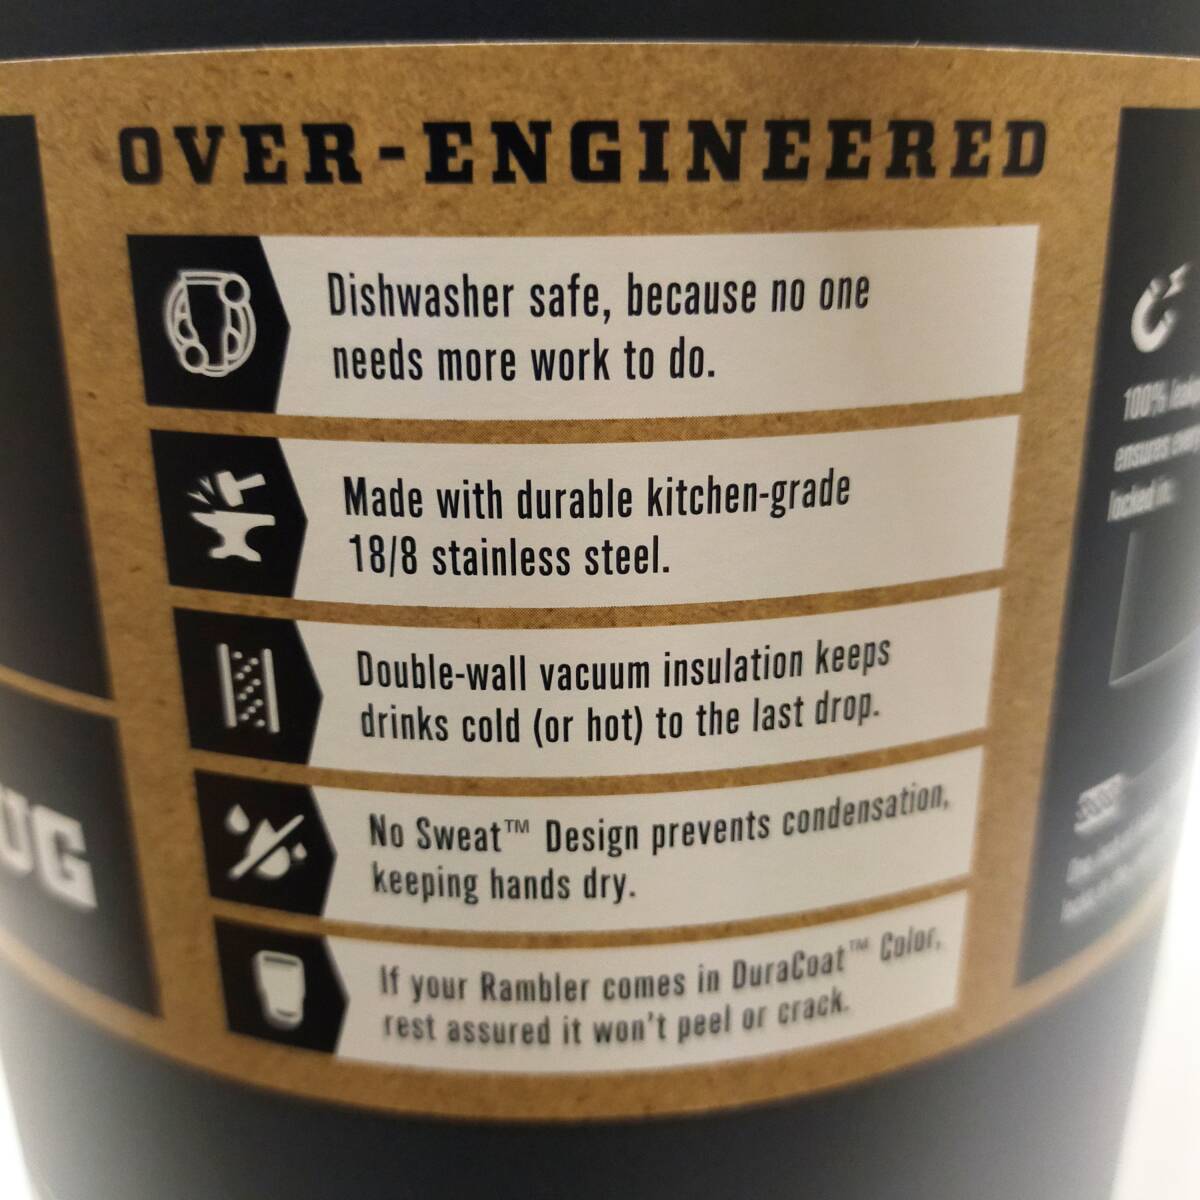 OVER-ENGINEERED
Dishwasher safe, because no one
needs more work to do.
Made with durable kitchen-grade
18/8 stainless steel.
Double-wall vacuum insulation keeps
drinks cold (or hot) to the last drop.
No Sweat™ Design prevents condensation,
keeping hands dry.
If your Rambler comes in DuraCoat™ Color,
rest assured it won't peel or crack.
UG
100%
ensures
locked in.